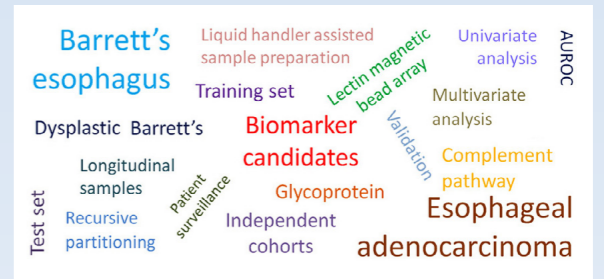 Barrett's
esophagus
Liquid handler assisted
sample preparation
Lectin magnetic
bead array
Univariate
analysis
AUROC
Training set
Multivariate
analysis
Dysplastic Barrett's
Biomarker
candidates
Validation
Complement
pathway
Longitudinal
samples
Patient
surveillance
Glycoprotein
Esophageal
adenocarcinoma
Test set
Recursive
partitioning
Independent
cohorts